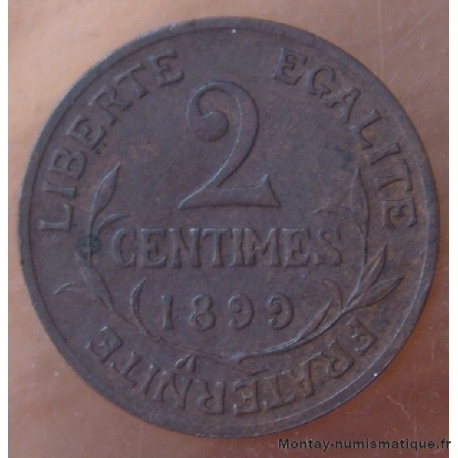 LIBERTE EGALITE
2
CENTIMES
1899
FRATERNITE
Montay-numismatique.fr